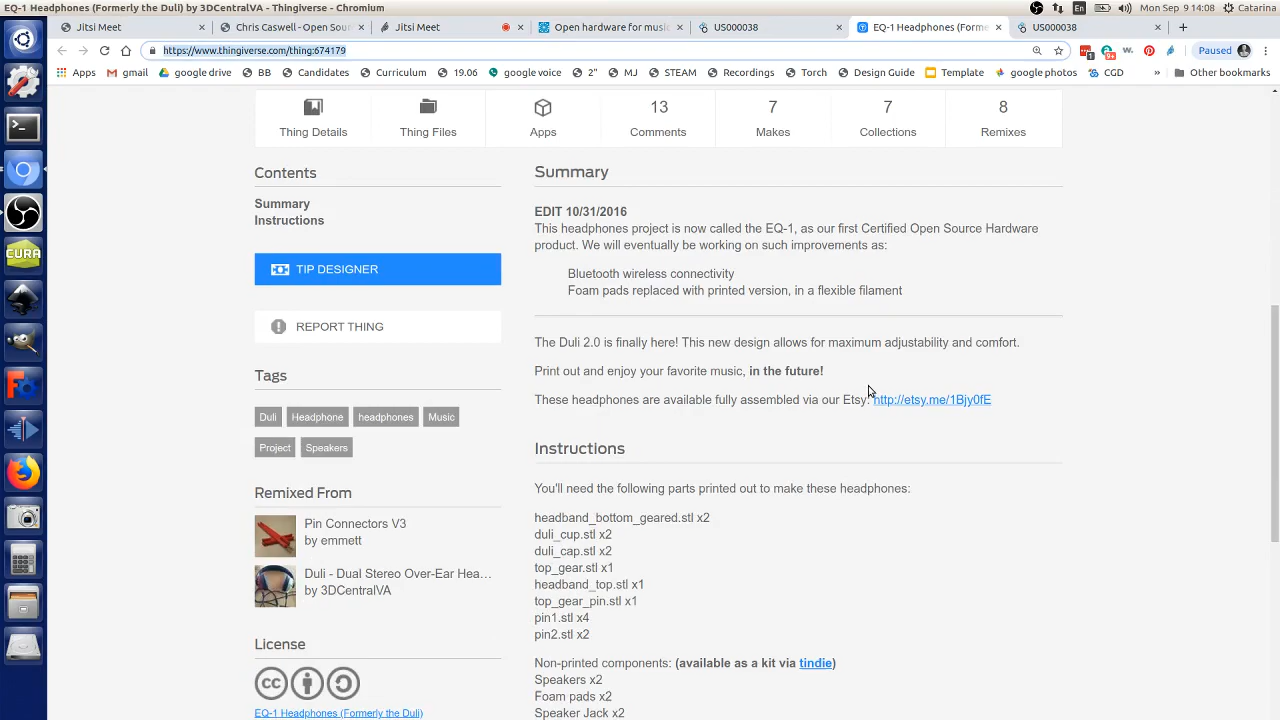 EQ-1 Headphones (Formerly the Duli) by 3DCentralVA - Thingiverse - Chromium
En
Mon Sep 9 14:08
Catarina
Jitsi Meet
Chris Caswell - Open Source
Jitsi Meet
Open hardware for music
US000038
EQ-1 Headphones (Forme
US000038
https://www.thingiverse.com/thing:674179
1
9+
W.
Paused
Apps
gmail
google drive
BB
Candidates
Curriculum
19.06
google voice
2"
MJ
STEAM
Recordings
Torch
Design Guide
Template
google photos
CGD
»
Other bookmarks
Thing Details
Thing Files
Apps
13
Comments
7
Makes
7
Collections
8
Remixes
Contents
Summary
Instructions
TIP DESIGNER
REPORT THING
Tags
Duli
Headphone
headphones
Music
Project
Speakers
Remixed From
Pin Connectors V3
by emmett
Duli - Dual Stereo Over-Ear Hea...
by 3DCentralVA
License
cc
EQ-1 Headphones (Formerly the Duli)
Summary
EDIT 10/31/2016
This headphones project is now called the EQ-1, as our first Certified Open Source Hardware
product. We will eventually be working on such improvements as:
Bluetooth wireless connectivity
Foam pads replaced with printed version, in a flexible filament
The Duli 2.0 is finally here! This new design allows for maximum adjustability and comfort.
Print out and enjoy your favorite music, in the future!
These headphones are available fully assembled via our Etsy: http://etsy.me/1Bjy0fE
Instructions
You'll need the following parts printed out to make these headphones:
headband_bottom_geared.stl x2
duli_cup.stl x2
duli_cap.stl x2
top_gear.stl x1
headband_top.stl x1
top_gear_pin.stl x1
pin1.stl x4
pin2.stl x2
Non-printed components: (available as a kit via tindie)
Speakers x2
Foam pads x2
Speaker Jack x2
CURA